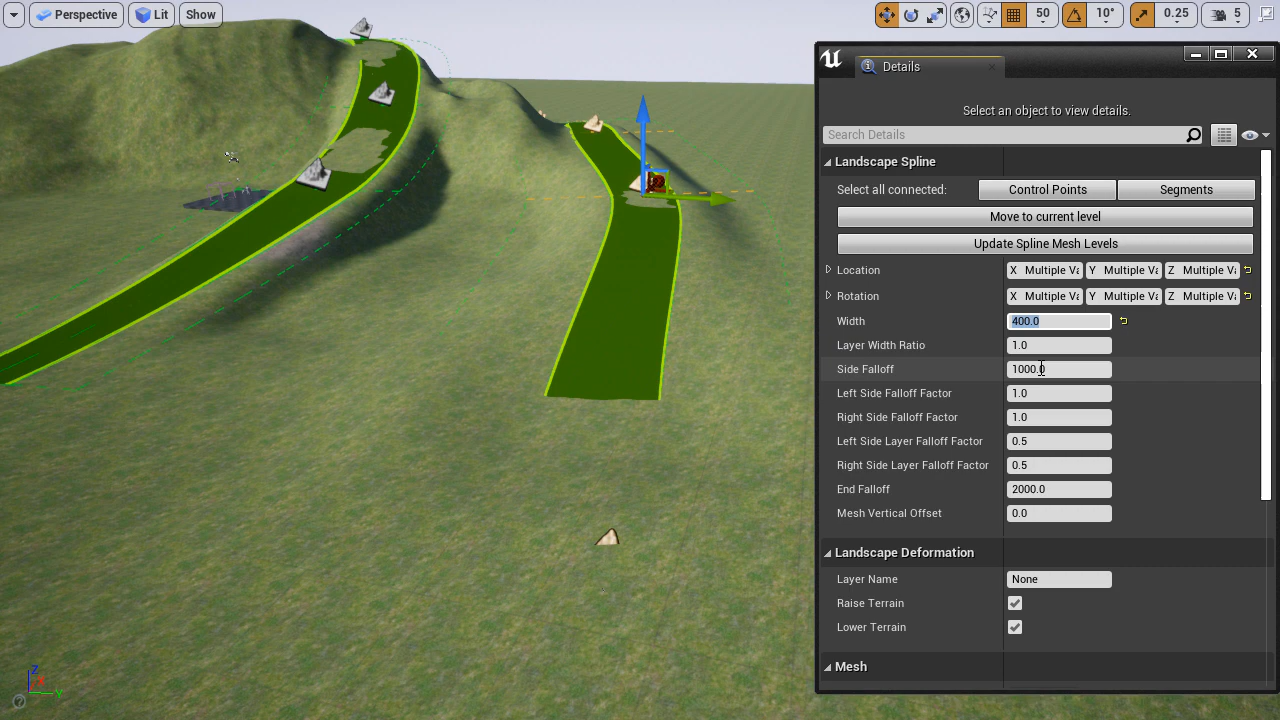 Perspective Lit Show 50 10° 0.25 5
Details
Select an object to view details.
Search Details
Landscape Spline
Select all connected: Control Points Segments
Move to current level
Update Spline Mesh Levels
Location X Multiple Va Y Multiple Va Z Multiple Va
Rotation X Multiple Va Y Multiple Va Z Multiple Va
Width 400.0
Layer Width Ratio 1.0
Side Falloff 1000.0
Left Side Falloff Factor 1.0
Right Side Falloff Factor 1.0
Left Side Layer Falloff Factor 0.5
Right Side Layer Falloff Factor 0.5
End Falloff 2000.0
Mesh Vertical Offset 0.0
Landscape Deformation
Layer Name None
Raise Terrain
Lower Terrain
Mesh
Z
X
Y